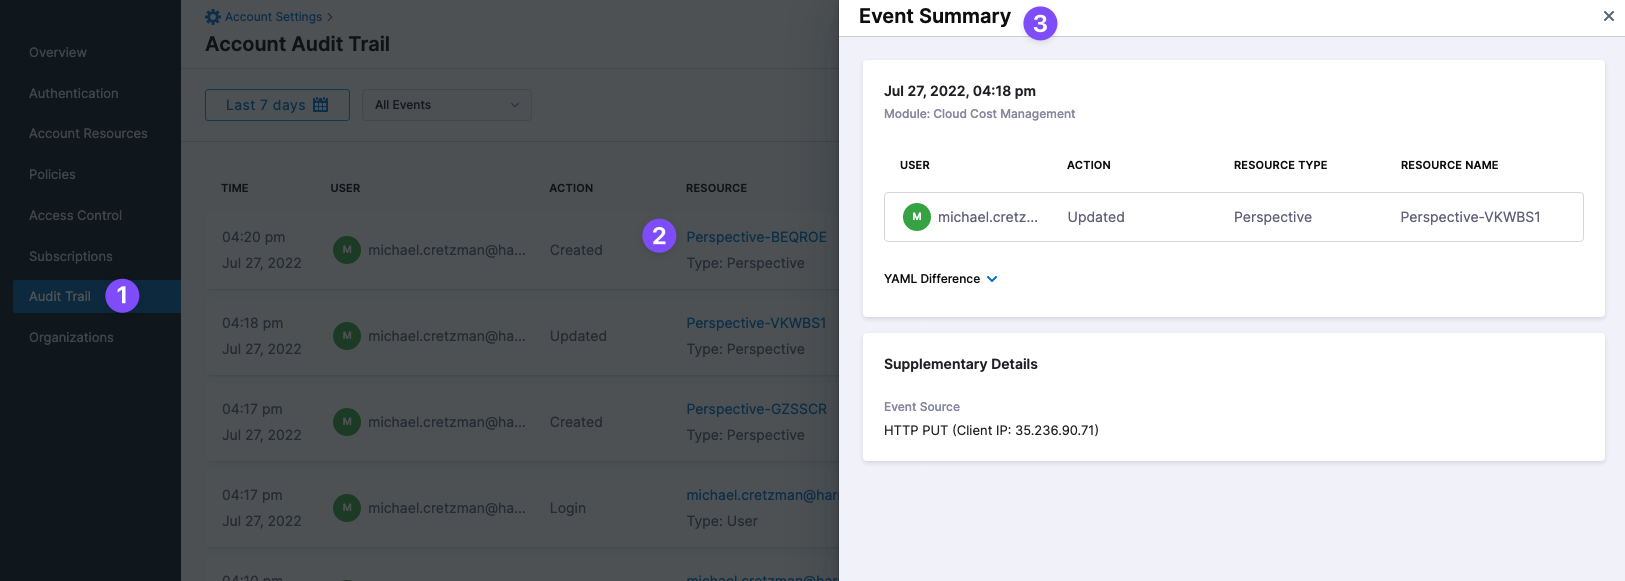 Overview
Authentication
Account Resources
Policies
Access Control
Subscriptions
Audit Trail 1
Organizations
Account Settings >
Account Audit Trail
Last 7 days
All Events
TIME USER ACTION RESOURCE
04:20 pm
Jul 27, 2022
M michael.cretzman@ha... Created 2 Perspective-BEQROE
Type: Perspective
04:18 pm
Jul 27, 2022
M michael.cretzman@ha... Updated Perspective-VKWBS1
Type: Perspective
04:17 pm
Jul 27, 2022
M michael.cretzman@ha... Created Perspective-GZSSCR
Type: Perspective
04:17 pm
Jul 27, 2022
M michael.cretzman@ha... Login michael.cretzman@har
Type: User
04:10 pm michael.cretzman@har
Event Summary 3
Jul 27, 2022, 04:18 pm
Module: Cloud Cost Management
USER ACTION RESOURCE TYPE RESOURCE NAME
M michael.cretz... Updated Perspective Perspective-VKWBS1
YAML Difference
Supplementary Details
Event Source
HTTP PUT (Client IP: 35.236.90.71)